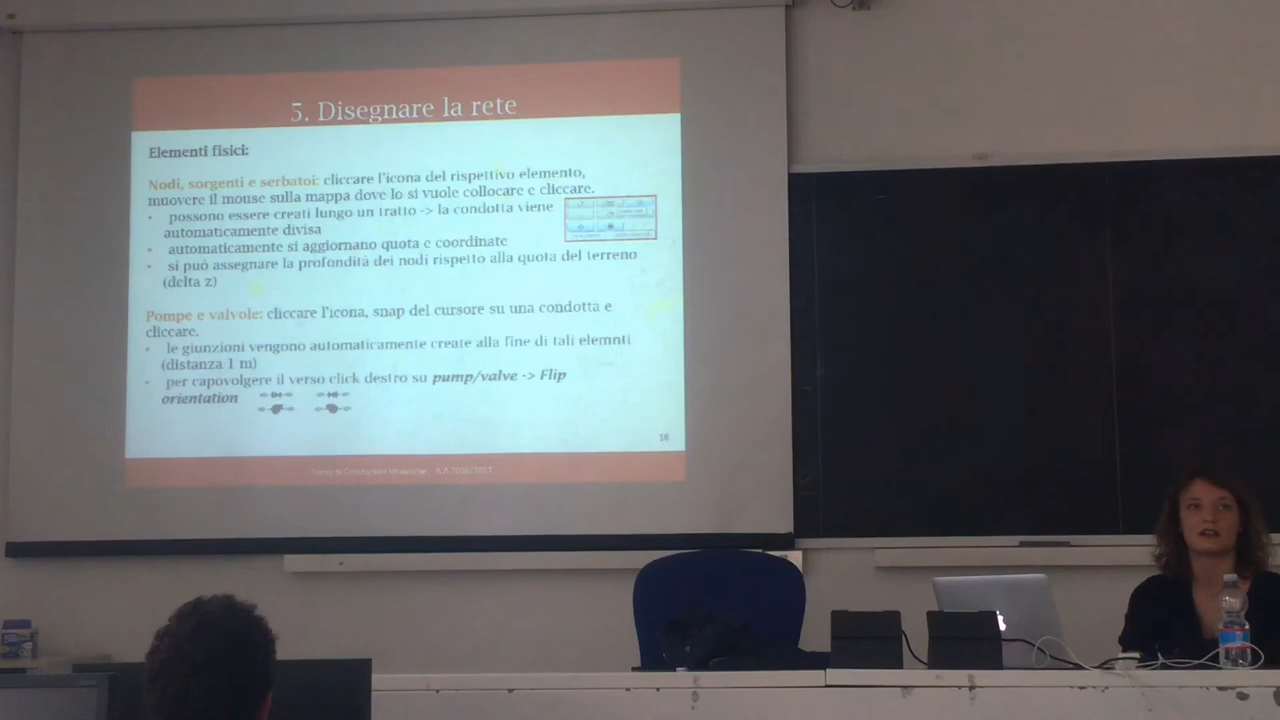 5. Disegnare la rete
Elementi fisici:
Nodi, sorgenti e serbatoi: cliccare l'icona del rispettivo elemento,
muovere il mouse sulla mappa dove lo si vuole collocare e cliccare.
• possono essere creati lungo un tratto -> la condotta viene
automaticamente divisa
• automaticamente si aggiornano quota e coordinate
• si può assegnare la profondità dei nodi rispetto alla quota del terreno
(delta z)
Pompe e valvole: cliccare l'icona, snap del cursore su una condotta e
cliccare.
• le giunzioni vengono automaticamente create alla fine di tali elemnti
(distanza 1 m)
• per capovolgere il verso click destro su pump/valve -> Flip
orientation
A.A 2016/2017